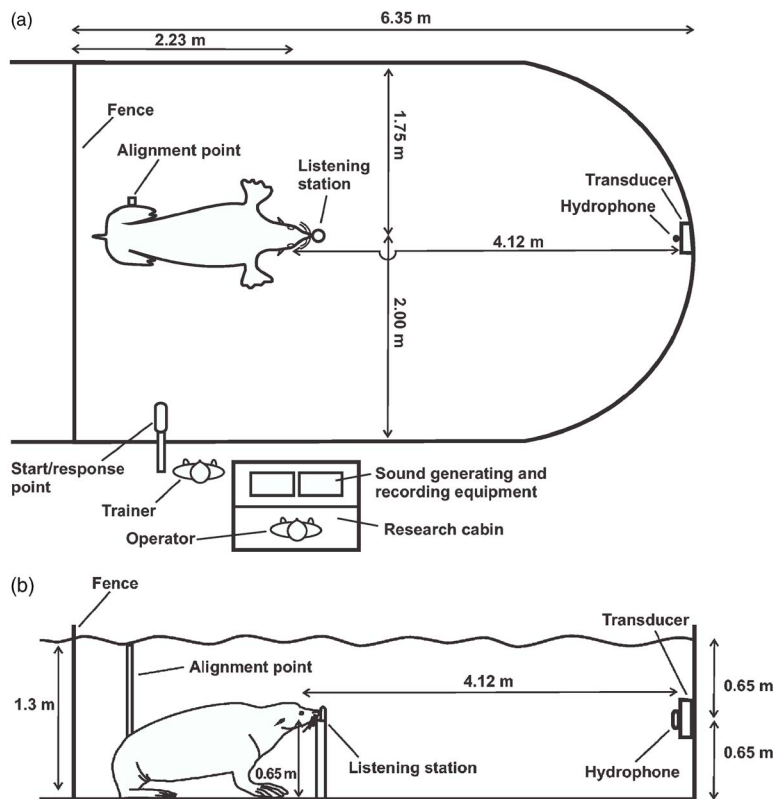 (a)
6.35 m
2.23 m
Fence
Alignment point
Listening
station
1.75 m
Transducer
Hydrophone
4.12 m
2.00 m
Start/response
point
Trainer
Operator
Sound generating and
recording equipment
Research cabin
(b)
Fence
Transducer
Alignment point
4.12 m
0.65 m
1.3 m
0.65 m
Listening station
Hydrophone
0.65 m